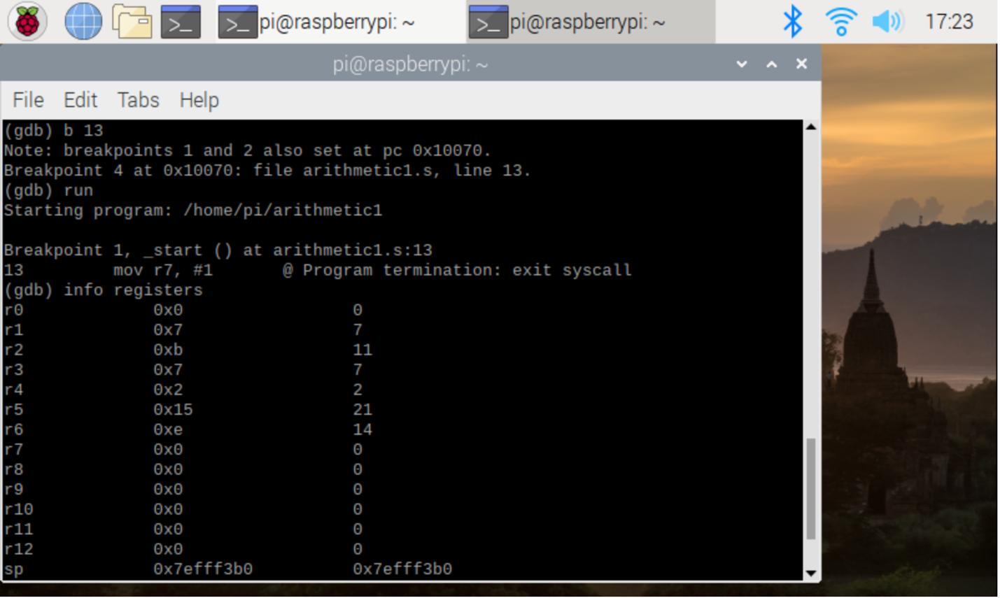 pi@raspberrypi: ~ pi@raspberrypi: ~ 17:23
pi@raspberrypi: ~
File Edit Tabs Help
(gdb) b 13
Note: breakpoints 1 and 2 also set at pc 0x10070.
Breakpoint 4 at 0x10070: file arithmetic1.s, line 13.
(gdb) run
Starting program: /home/pi/arithmetic1
Breakpoint 1, _start () at arithmetic1.s:13
13 mov r7, #1 @ Program termination: exit syscall
(gdb) info registers
r0 0x0 0
r1 0x7 7
r2 0xb 11
r3 0x7 7
r4 0x2 2
r5 0x15 21
r6 0xe 14
r7 0x0 0
r8 0x0 0
r9 0x0 0
r10 0x0 0
r11 0x0 0
r12 0x0 0
sp 0x7efff3b0 0x7efff3b0